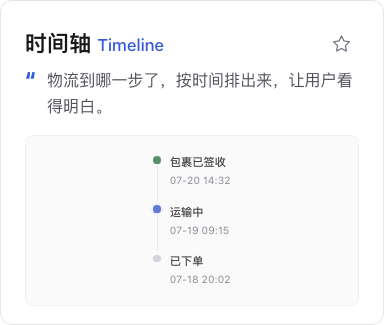 时间轴 Timeline
“ 物流到哪一步了，按时间排出来，让用户看
得明白。
包裹已签收
07-20 14:32
运输中
07-19 09:15
已下单
07-18 20:02